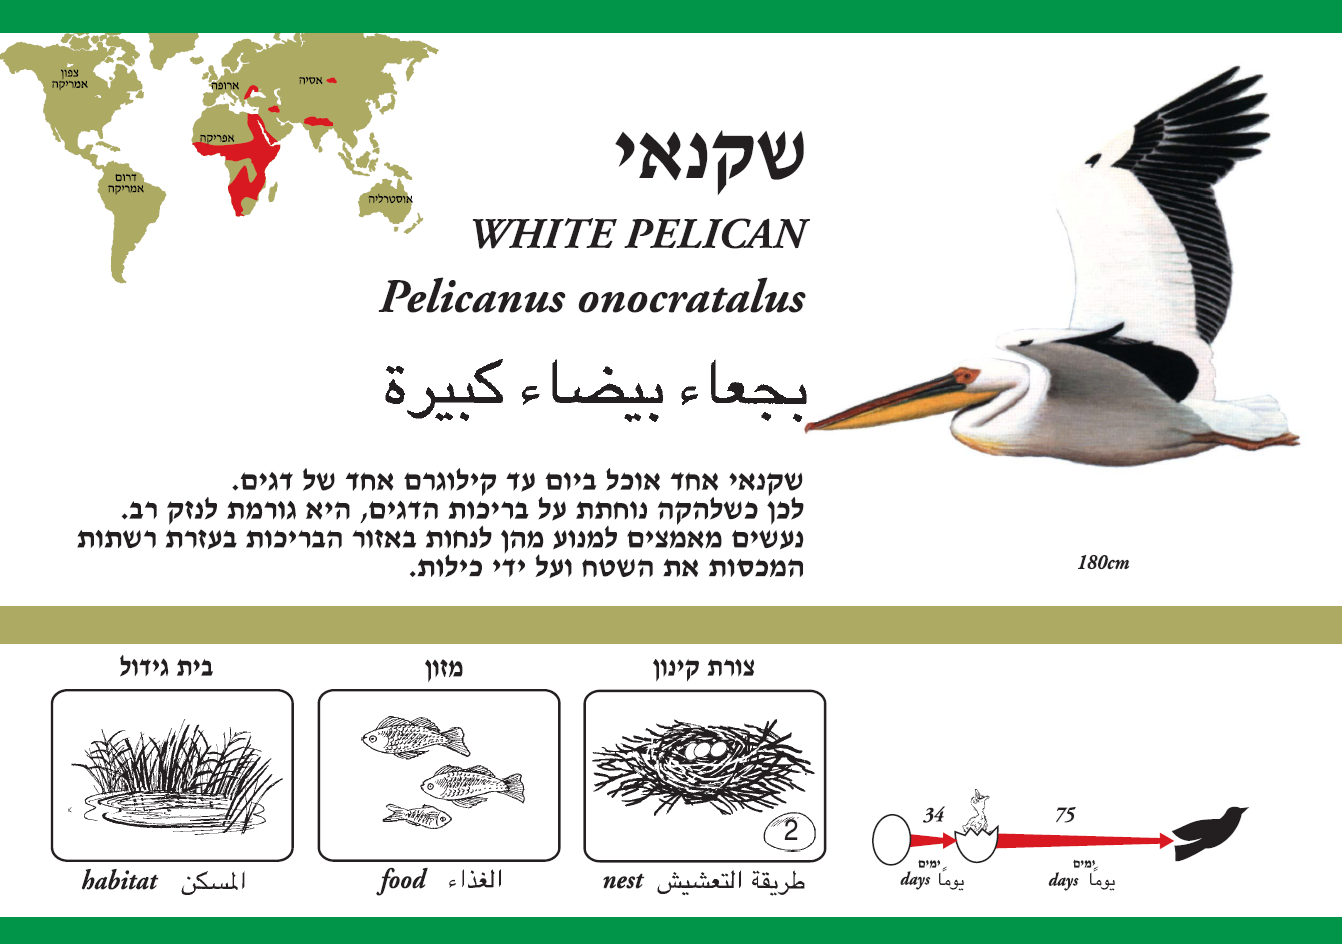 צפון
אמריקה
ארופה
אסיה
אפריקה
דרום
אמריקה
אוסטרליה
שקנאי
WHITE PELICAN
Pelicanus onocratalus
بجعاء بيضاء كبيرة
שקנאי אחד אוכל ביום עד קילוגרם אחד של דגים.
לכן כשלהקה נוחתת על בריכות הדגים, היא גורמת לנזק רב.
נעשים מאמצים למנוע מהן לנחות באזור הבריכות בעזרת רשתות
המכסות את השטח ועל ידי כילות.
180cm
צורת קינון
2
nest طريقة التعشيش
מזון
food الغذاء
בית גידול
habitat المسكن
34
ימים
days يوماً
75
ימים
days يوماً